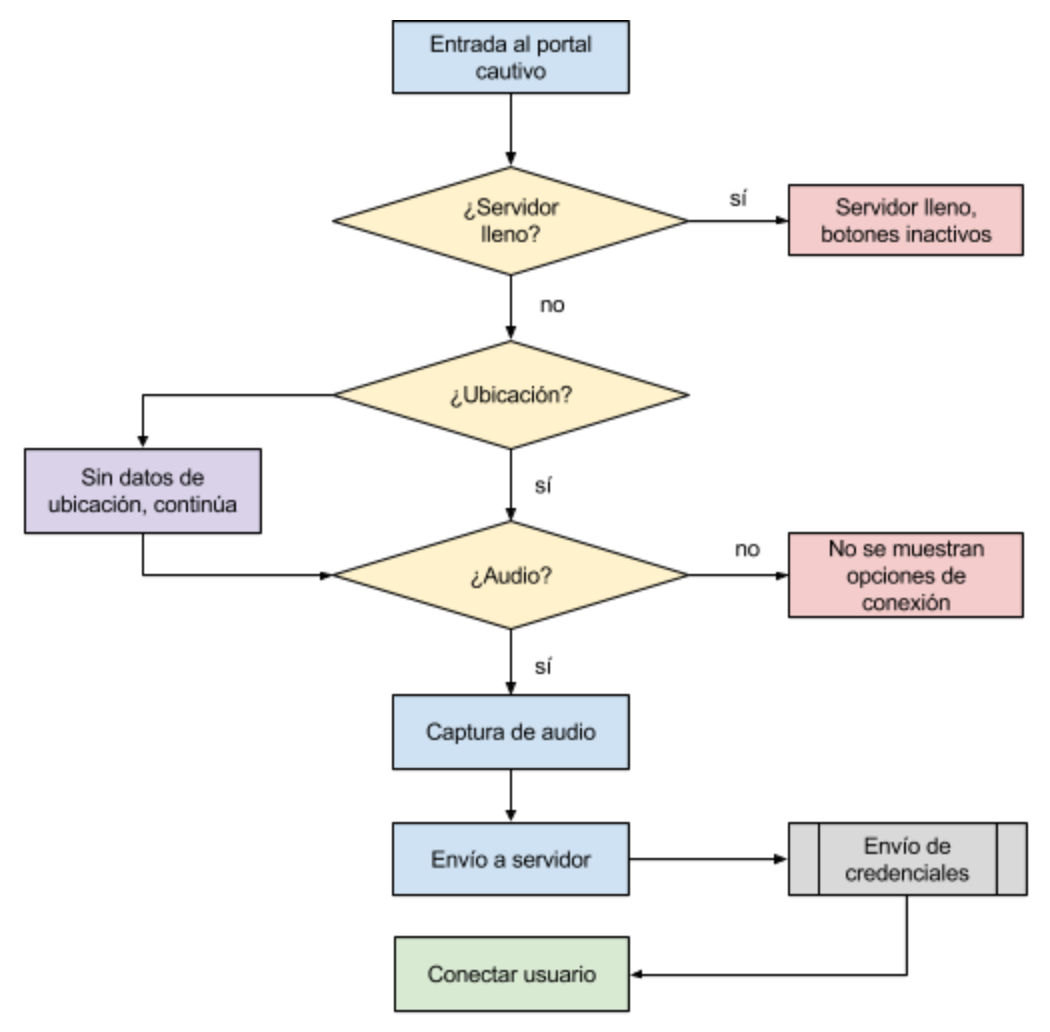 Entrada al portal
cautivo
¿Servidor
lleno?
sí
Servidor lleno,
botones inactivos
no
¿Ubicación?
Sin datos de
ubicación, continúa
sí
¿Audio?
no
No se muestran
opciones de
conexión
sí
Captura de audio
Envío a servidor
Envío de
credenciales
Conectar usuario